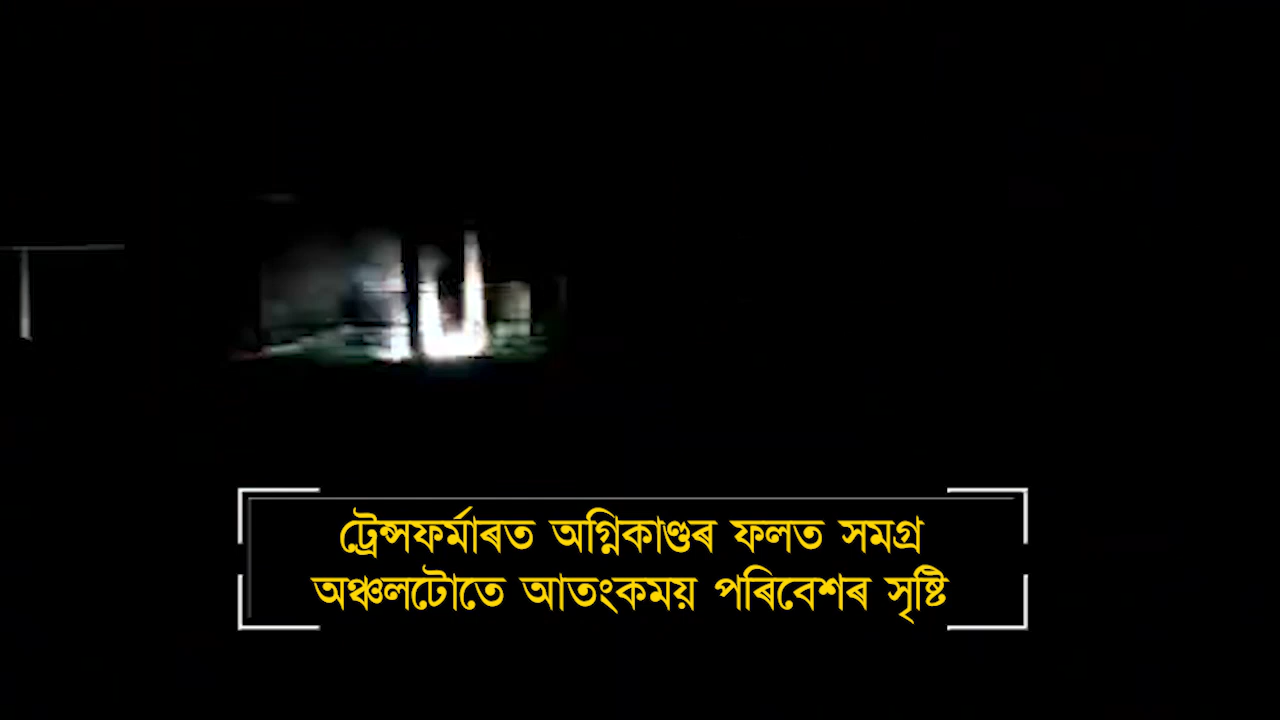 ট্ৰেন্সফৰ্মাৰত অগ্নিকাণ্ডৰ ফলত সমগ্ৰ
অঞ্চলটোতে আতংকময় পৰিবেশৰ সৃষ্টি